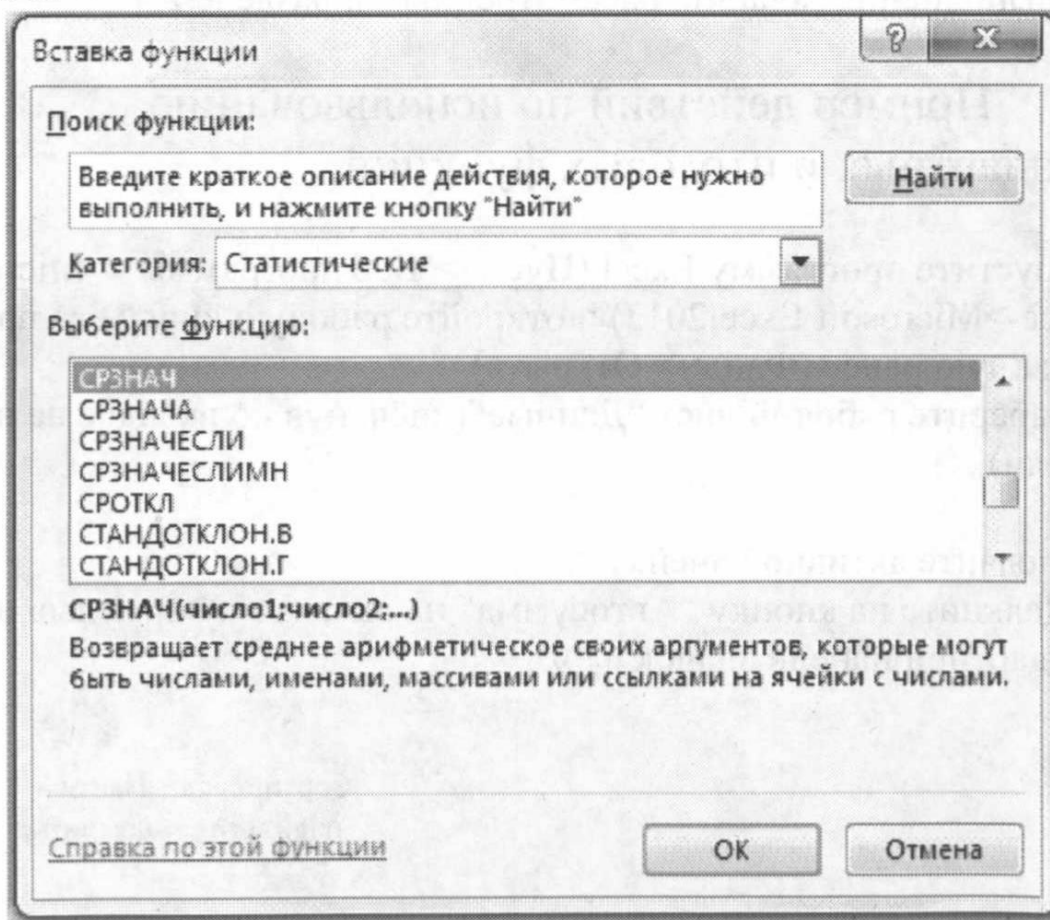 Вставка функции
?
X
Поиск функции:
Введите краткое описание действия, которое нужно
выполнить, и нажмите кнопку "Найти"
Найти
Категория: Статистические
Выберите функцию:
СРЗНАЧ
СРЗНАЧА
СРЗНАЧЕСЛИ
СРЗНАЧЕСЛИМН
СРОТКЛ
СТАНДОТКЛОН.В
СТАНДОТКЛОН.Г
СРЗНАЧ(число1;число2;...)
Возвращает среднее арифметическое своих аргументов, которые могут
быть числами, именами, массивами или ссылками на ячейки с числами.
Справка по этой функции
ОК
Отмена